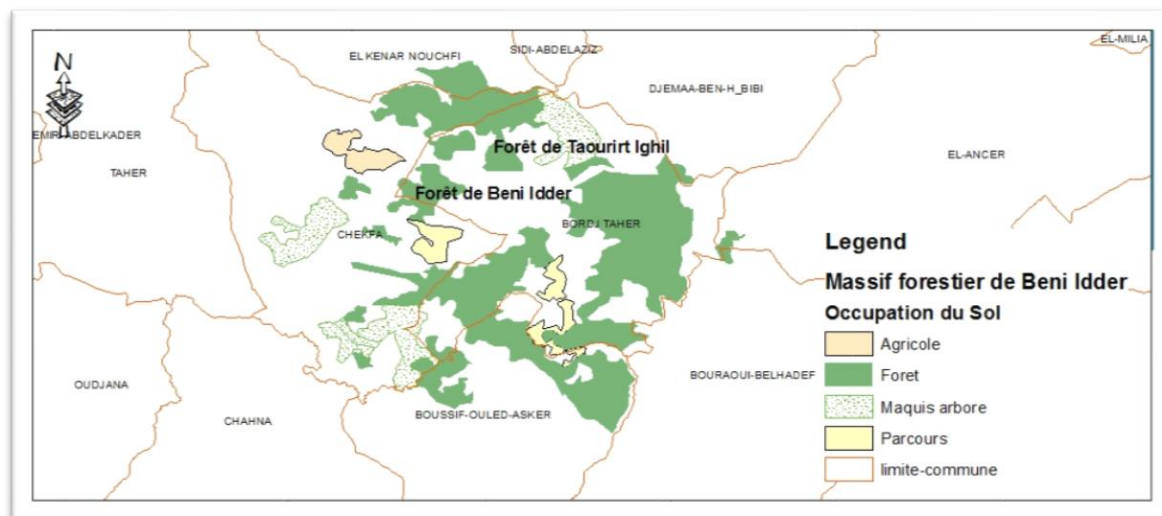 N
EL KENAR NOUCHFI
SIDI-ABDELAZIZ
EL-MILIA
DJEMAA-BEN-H_BIBI
EMIR-ABDELKADER
Forêt de Taourirt Ighil
EL-ANCER
TAHER
Forêt de Beni Idder
BORDJ TAHER
CHEKFA
Legend
Massif forestier de Beni Idder
Occupation du Sol
Agricole
Foret
Maquis arbore
Parcours
limite-commune
OUDJANA
BOURAOUI-BELHADEF
CHAHNA
BOUSSIF-OULED-ASKER